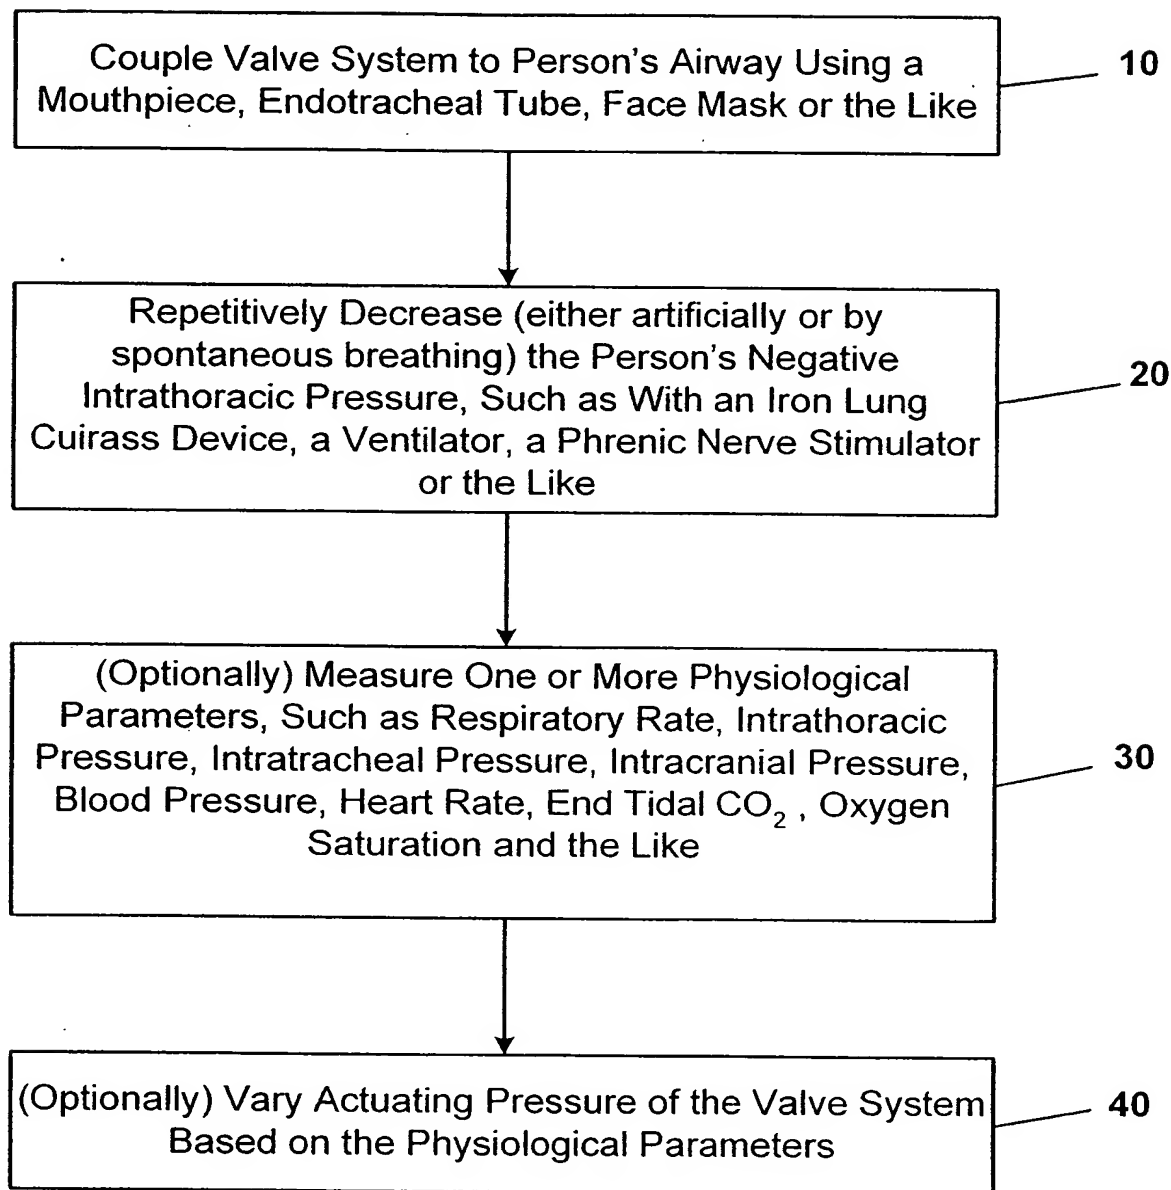 Couple Valve System to Person's Airway Using a
Mouthpiece, Endotracheal Tube, Face Mask or the Like
10
Repetitively Decrease (either artificially or by
spontaneous breathing) the Person's Negative
Intrathoracic Pressure, Such as With an Iron Lung
Cuirass Device, a Ventilator, a Phrenic Nerve Stimulator
or the Like
20
(Optionally) Measure One or More Physiological
Parameters, Such as Respiratory Rate, Intrathoracic
Pressure, Intratracheal Pressure, Intracranial Pressure,
Blood Pressure, Heart Rate, End Tidal CO₂ , Oxygen
Saturation and the Like
30
(Optionally) Vary Actuating Pressure of the Valve System
Based on the Physiological Parameters
40